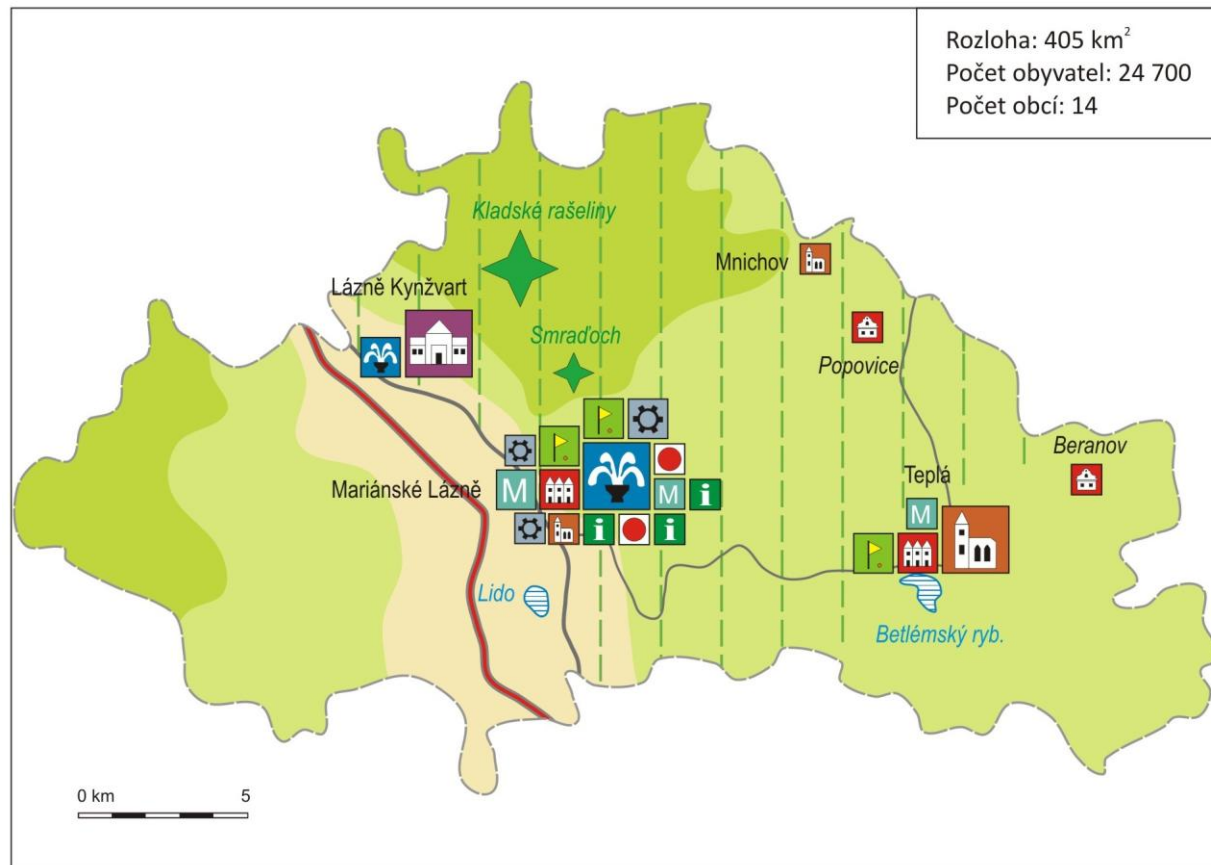 Rozloha: 405 km²
Počet obyvatel: 24 700
Počet obcí: 14
Kladské rašeliny
Mnichov
Lázně Kynžvart
Smraďoch
Popovice
Beranov
Mariánské Lázně
M
M
i
Teplá
M
i
i
Lido
Betlémský ryb.
0 km 5